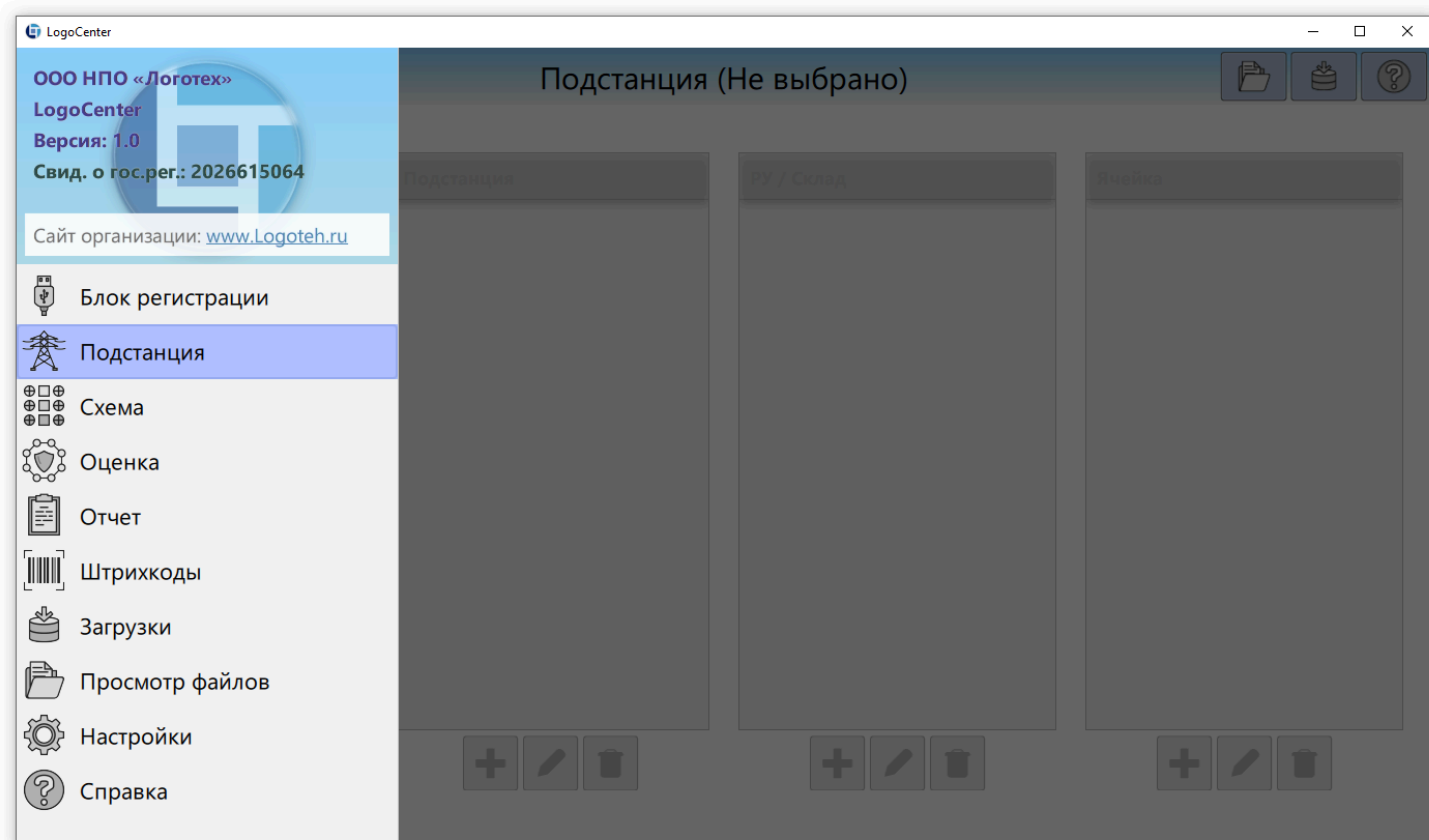 LogoCenter
ООО НПО «Логотех»
LogoCenter
Версия: 1.0
Свид. о гос.рег.: 2026615064
Сайт организации: www.Logoteh.ru
Блок регистрации
Подстанция
Схема
Оценка
Отчет
Штрихкоды
Загрузки
Просмотр файлов
Настройки
Справка
Подстанция (Не выбрано)
Подстанция
РУ / Склад
Ячейка